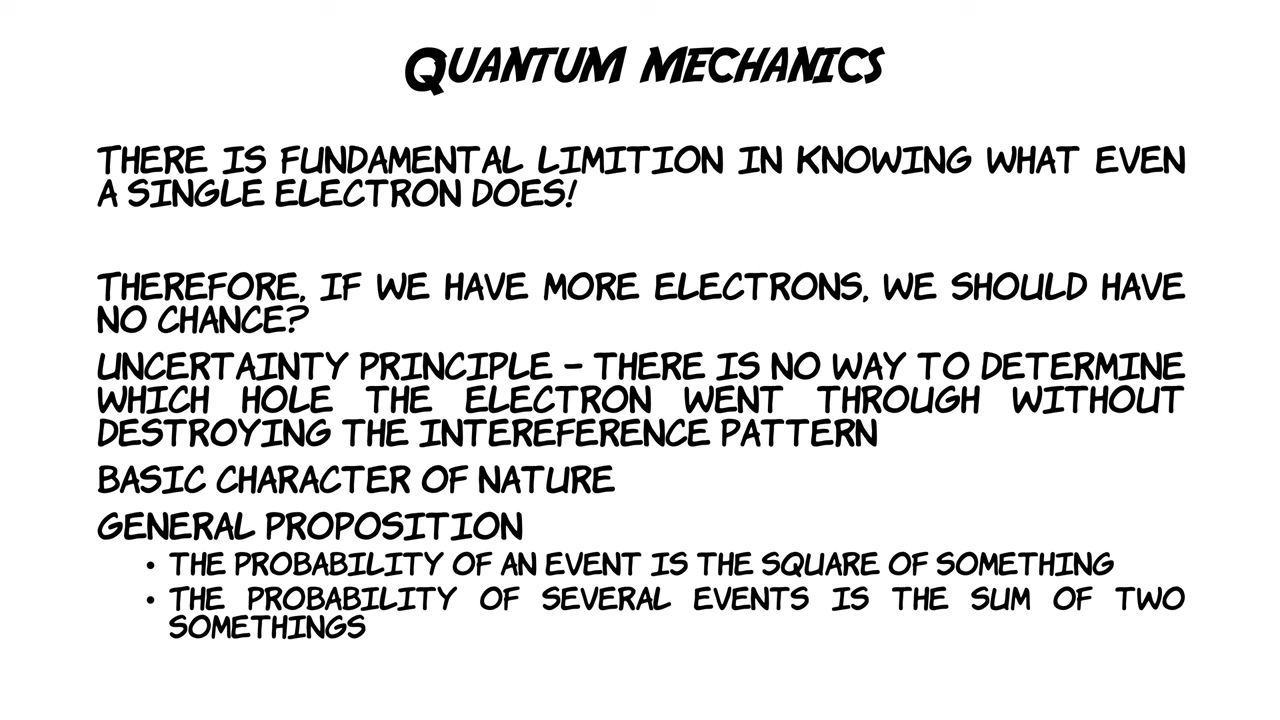 QUANTUM MECHANICS
THERE IS FUNDAMENTAL LIMITION IN KNOWING WHAT EVEN
A SINGLE ELECTRON DOES!
THEREFORE, IF WE HAVE MORE ELECTRONS, WE SHOULD HAVE
NO CHANCE?
UNCERTAINTY PRINCIPLE – THERE IS NO WAY TO DETERMINE
WHICH HOLE THE ELECTRON WENT THROUGH WITHOUT
DESTROYING THE INTEREFERENCE PATTERN
BASIC CHARACTER OF NATURE
GENERAL PROPOSITION
• THE PROBABILITY OF AN EVENT IS THE SQUARE OF SOMETHING
• THE PROBABILITY OF SEVERAL EVENTS IS THE SUM OF TWO
SOMETHINGS